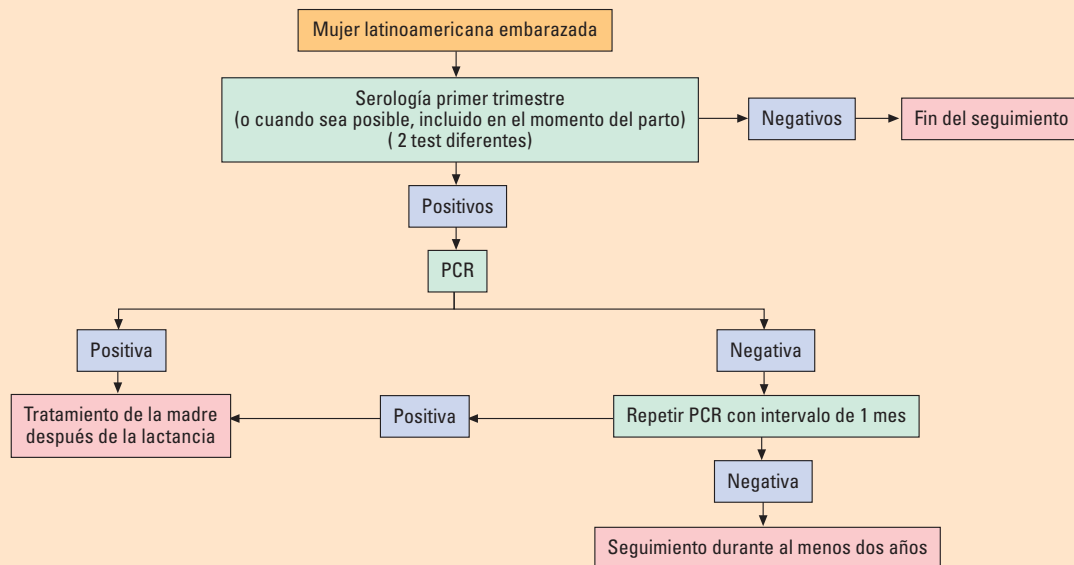 Mujer latinoamericana embarazada
Serología primer trimestre
(o cuando sea posible, incluido en el momento del parto)
( 2 test diferentes)
Negativos
Fin del seguimiento
Positivos
PCR
Positiva
Negativa
Tratamiento de la madre
después de la lactancia
Positiva
Repetir PCR con intervalo de 1 mes
Negativa
Seguimiento durante al menos dos años